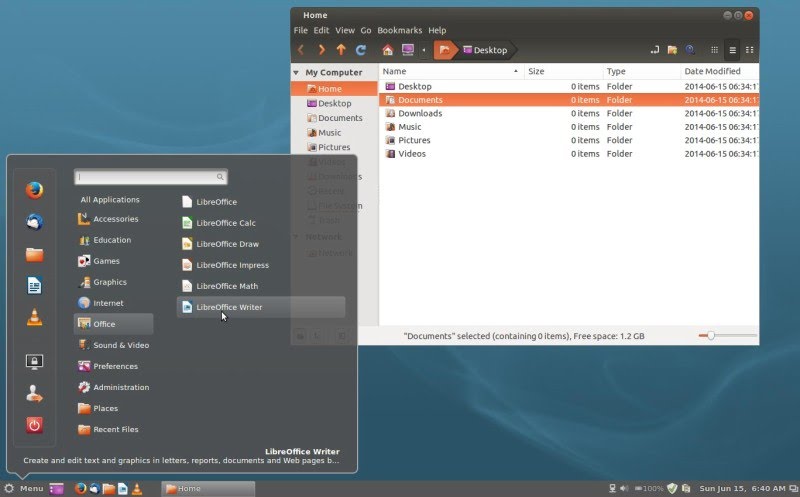 Home
File Edit View Go Bookmarks Help
Desktop
My Computer
Home
Desktop
Documents
Music
Pictures
Videos
Downloads
Recent
File System
Trash
Network
Network
Name Size Type Date Modified
Desktop 0 items Folder 2014-06-15 06:34:17
Documents 0 items Folder 2014-06-15 06:34:17
Downloads 0 items Folder 2014-06-15 06:34:17
Music 0 items Folder 2014-06-15 06:34:17
Pictures 0 items Folder 2014-06-15 06:34:17
Videos 0 items Folder 2014-06-15 06:34:17
"Documents" selected (containing 0 items), Free space: 1.2 GB
All Applications
Accessories
Education
Games
Graphics
Internet
Office
Sound & Video
Preferences
Administration
Places
Recent Files
LibreOffice
LibreOffice Calc
LibreOffice Draw
LibreOffice Impress
LibreOffice Math
LibreOffice Writer
LibreOffice Writer
Create and edit text and graphics in letters, reports, documents and Web pages b...
Menu Home 100% Sun Jun 15, 6:40 AM